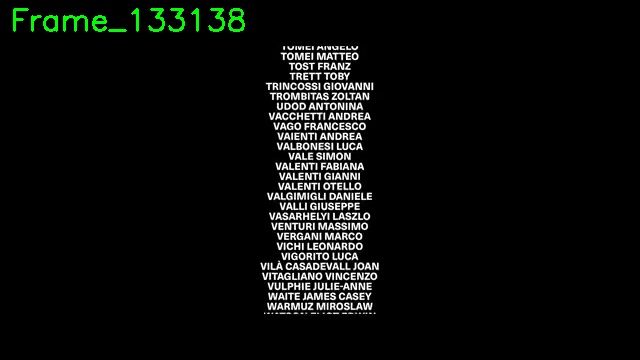 Frame_133138
TOMEI ANGELO
TOMEI MATTEO
TOST FRANZ
TRETT TOBY
TRINCOSSI GIOVANNI
TROMBITAS ZOLTAN
UDOD ANTONINA
VACCHETTI ANDREA
VAGO FRANCESCO
VAIENTI ANDREA
VALBONESI LUCA
VALE SIMON
VALENTI FABIANA
VALENTI GIANNI
VALENTI OTELLO
VALGIMIGLI DANIELE
VALLI GIUSEPPE
VASARHELYI LASZLO
VENTURI MASSIMO
VERGANI MARCO
VICHI LEONARDO
VIGORITO LUCA
VILÀ CASADEVALL JOAN
VITAGLIANO VINCENZO
VULPHIE JULIE-ANNE
WAITE JAMES CASEY
WARMUZ MIROSLAW